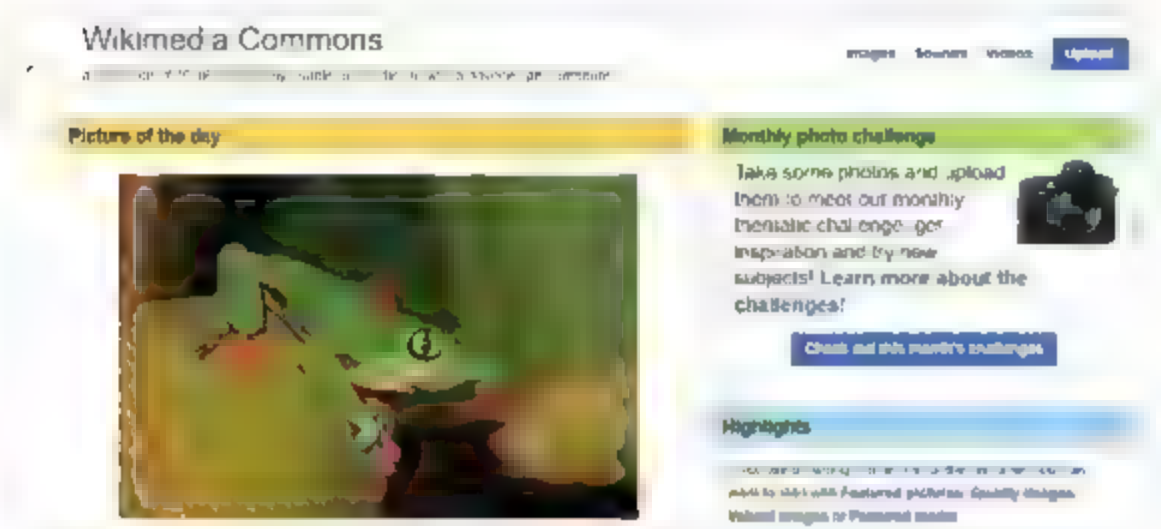 Wikimed a Commons
Images Sounds Videos Upload
a
Picture of the day
Monthly photo challenge
Take some photos and upload
them to meet our monthly
thematic challenge, get
inspiration and try new
subjects! Learn more about the
challenges!
Check out this month's challenges
Highlights
Featured pictures, Quality images,
Valued images or Featured media